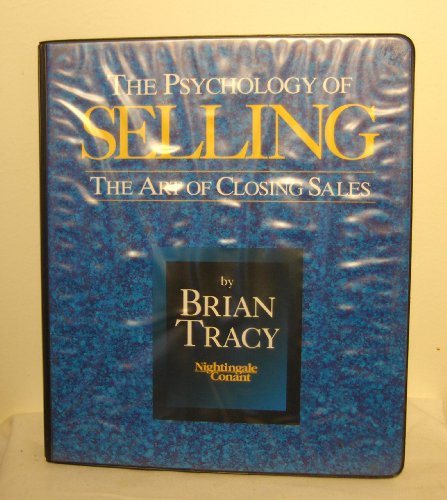 THE PSYCHOLOGY OF
SELLING
THE ART OF CLOSING SALES
by
BRIAN
TRACY
Nightingale
Conant